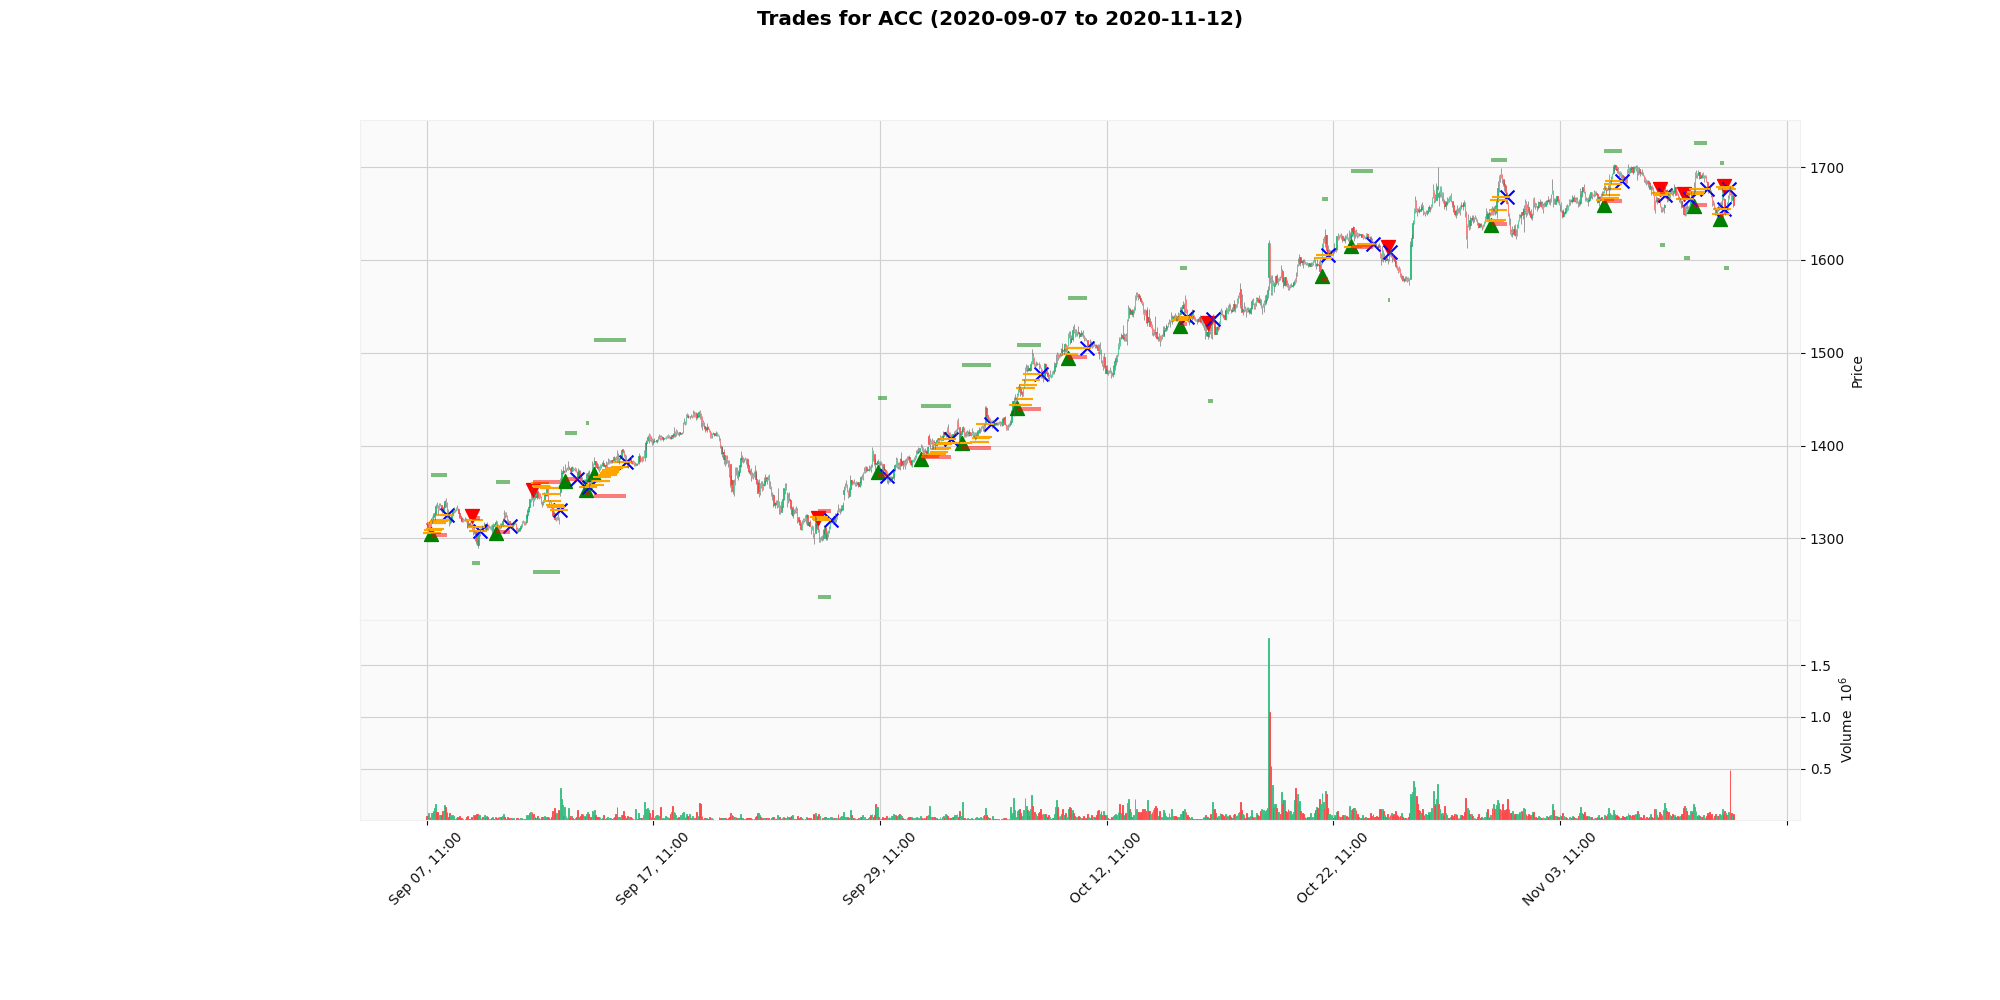 Trades for ACC (2020-09-07 to 2020-11-12)
1700
1600
1500
1400
1300
Price
1.5
1.0
0.5
Volume 10⁶
Sep 07, 11:00
Sep 17, 11:00
Sep 29, 11:00
Oct 12, 11:00
Oct 22, 11:00
Nov 03, 11:00